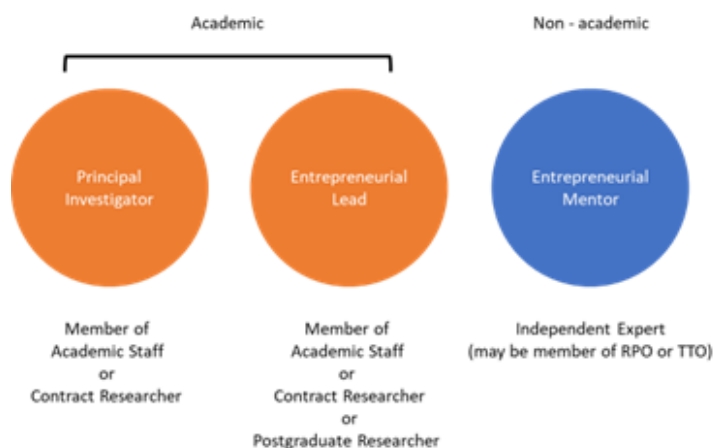 Academic
Non - academic
Principal
Investigator
Entrepreneurial
Lead
Entrepreneurial
Mentor
Member of
Academic Staff
or
Contract Researcher
Member of
Academic Staff
or
Contract Researcher
or
Postgraduate Researcher
Independent Expert
(may be member of RPO or TTO)